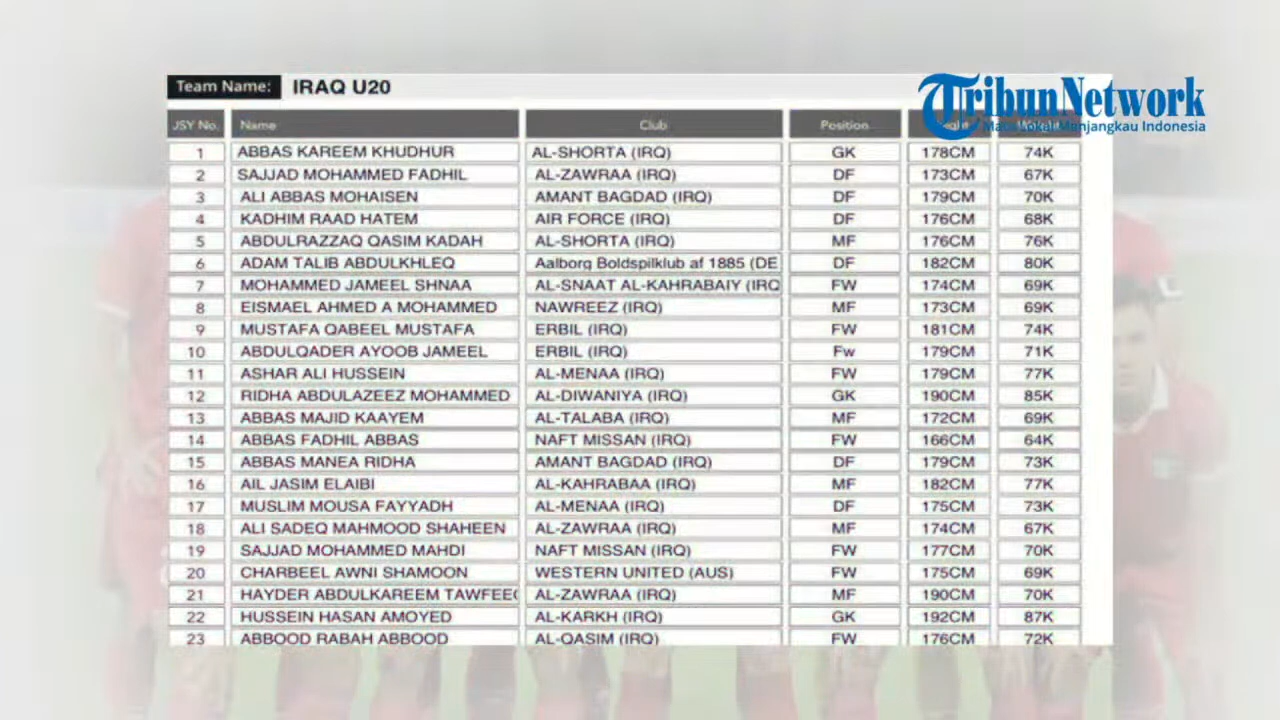 Team Name: IRAQ U20
TribunNetwork
Menjangkau Indonesia
JSY No. Name Club Position
1 ABBAS KAREEM KHUDHUR AL-SHORTA (IRQ) GK 178CM 74K
2 SAJJAD MOHAMMED FADHIL AL-ZAWRAA (IRQ) DF 173CM 67K
3 ALI ABBAS MOHAISEN AMANT BAGDAD (IRQ) DF 179CM 70K
4 KADHIM RAAD HATEM AIR FORCE (IRQ) DF 176CM 68K
5 ABDULRAZZAQ QASIM KADAH AL-SHORTA (IRQ) MF 176CM 76K
6 ADAM TALIB ABDULKHLEQ Aalborg Boldspilklub af 1885 (DE DF 182CM 80K
7 MOHAMMED JAMEEL SHNAA AL-SNAAT AL-KAHRABAIY (IRQ FW 174CM 69K
8 EISMAEL AHMED A MOHAMMED NAWREEZ (IRQ) MF 173CM 69K
9 MUSTAFA QABEEL MUSTAFA ERBIL (IRQ) FW 181CM 74K
10 ABDULQADER AYOOB JAMEEL ERBIL (IRQ) Fw 179CM 71K
11 ASHAR ALI HUSSEIN AL-MENAA (IRQ) FW 179CM 77K
12 RIDHA ABDULAZEEZ MOHAMMED AL-DIWANIYA (IRQ) GK 190CM 85K
13 ABBAS MAJID KAAYEM AL-TALABA (IRQ) MF 172CM 69K
14 ABBAS FADHIL ABBAS NAFT MISSAN (IRQ) FW 166CM 64K
15 ABBAS MANEA RIDHA AMANT BAGDAD (IRQ) DF 179CM 73K
16 AIL JASIM ELAIBI AL-KAHRABAA (IRQ) MF 182CM 77K
17 MUSLIM MOUSA FAYYADH AL-MENAA (IRQ) DF 175CM 73K
18 ALI SADEQ MAHMOOD SHAHEEN AL-ZAWRAA (IRQ) MF 174CM 67K
19 SAJJAD MOHAMMED MAHDI NAFT MISSAN (IRQ) FW 177CM 70K
20 CHARBEEL AWNI SHAMOON WESTERN UNITED (AUS) FW 175CM 69K
21 HAYDER ABDULKAREEM TAWFEEQ AL-ZAWRAA (IRQ) MF 190CM 70K
22 HUSSEIN HASAN AMOYED AL-KARKH (IRQ) GK 192CM 87K
23 ABBOOD RABAH ABBOOD AL-QASIM (IRQ) FW 176CM 72K